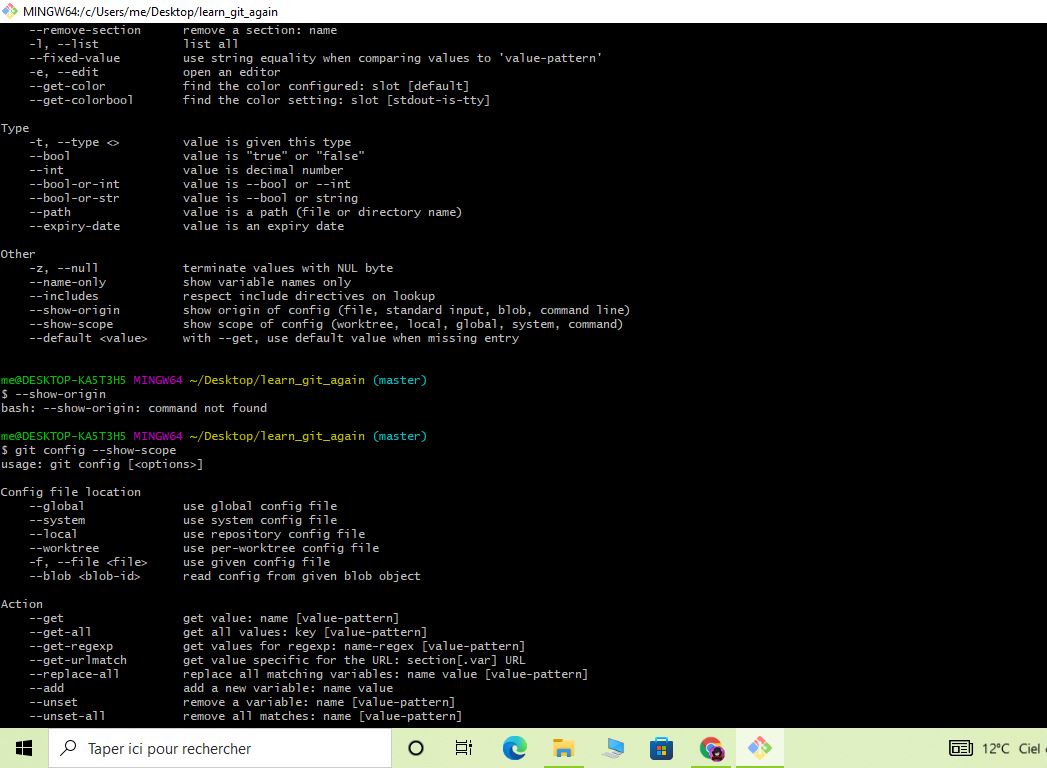 MINGW64:/c/Users/me/Desktop/learn_git_again
--remove-section remove a section: name
-l, --list list all
--fixed-value use string equality when comparing values to 'value-pattern'
-e, --edit open an editor
--get-color find the color configured: slot [default]
--get-colorbool find the color setting: slot [stdout-is-tty]
Type
-t, --type <> value is given this type
--bool value is "true" or "false"
--int value is decimal number
--bool-or-int value is --bool or --int
--bool-or-str value is --bool or string
--path value is a path (file or directory name)
--expiry-date value is an expiry date
Other
-z, --null terminate values with NUL byte
--name-only show variable names only
--includes respect include directives on lookup
--show-origin show origin of config (file, standard input, blob, command line)
--show-scope show scope of config (worktree, local, global, system, command)
--default <value> with --get, use default value when missing entry
me@DESKTOP-KA5T3H5 MINGW64 ~/Desktop/learn_git_again (master)
$ --show-origin
bash: --show-origin: command not found
me@DESKTOP-KA5T3H5 MINGW64 ~/Desktop/learn_git_again (master)
$ git config --show-scope
usage: git config [<options>]
Config file location
--global use global config file
--system use system config file
--local use repository config file
--worktree use per-worktree config file
-f, --file <file> use given config file
--blob <blob-id> read config from given blob object
Action
--get get value: name [value-pattern]
--get-all get all values: key [value-pattern]
--get-regexp get values for regexp: name-regex [value-pattern]
--get-urlmatch get value specific for the URL: section[.var] URL
--replace-all replace all matching variables: name value [value-pattern]
--add add a new variable: name value
--unset remove a variable: name [value-pattern]
--unset-all remove all matches: name [value-pattern]
Taper ici pour rechercher
12°C Ciel